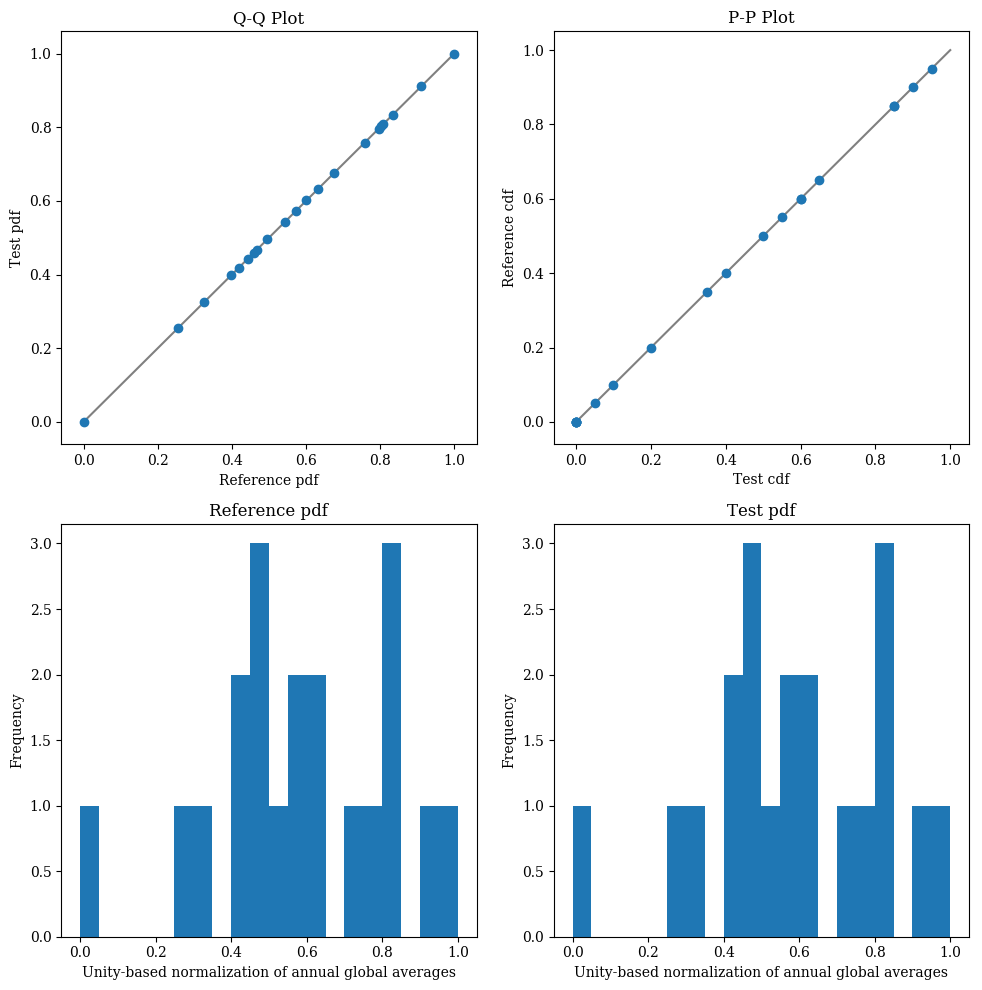 Q-Q Plot
1.0
0.8
0.6
0.4
0.2
0.0
Test pdf
0.0 0.2 0.4 0.6 0.8 1.0
Reference pdf
P-P Plot
1.0
0.8
0.6
0.4
0.2
0.0
Reference cdf
0.0 0.2 0.4 0.6 0.8 1.0
Test cdf
Reference pdf
3.0
2.5
2.0
1.5
1.0
0.5
0.0
Frequency
0.0 0.2 0.4 0.6 0.8 1.0
Unity-based normalization of annual global averages
Test pdf
3.0
2.5
2.0
1.5
1.0
0.5
0.0
Frequency
0.0 0.2 0.4 0.6 0.8 1.0
Unity-based normalization of annual global averages